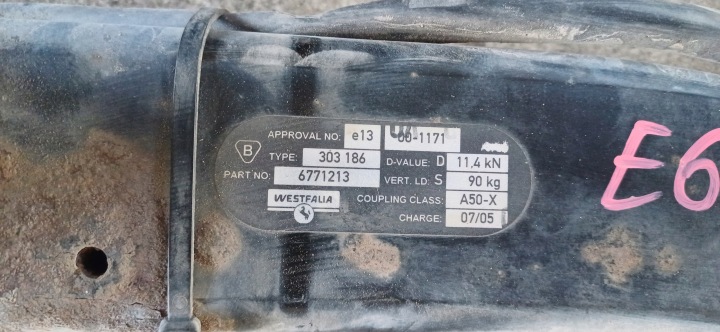 APPROVAL NO: e13 00-1171
B
TYPE: 303 186 D-VALUE: D 11,4 kN
PART NO: 6771213 VERT. LD: S 90 kg
WESTFALIA COUPLING CLASS: A50-X
CHARGE: 07/05
E6